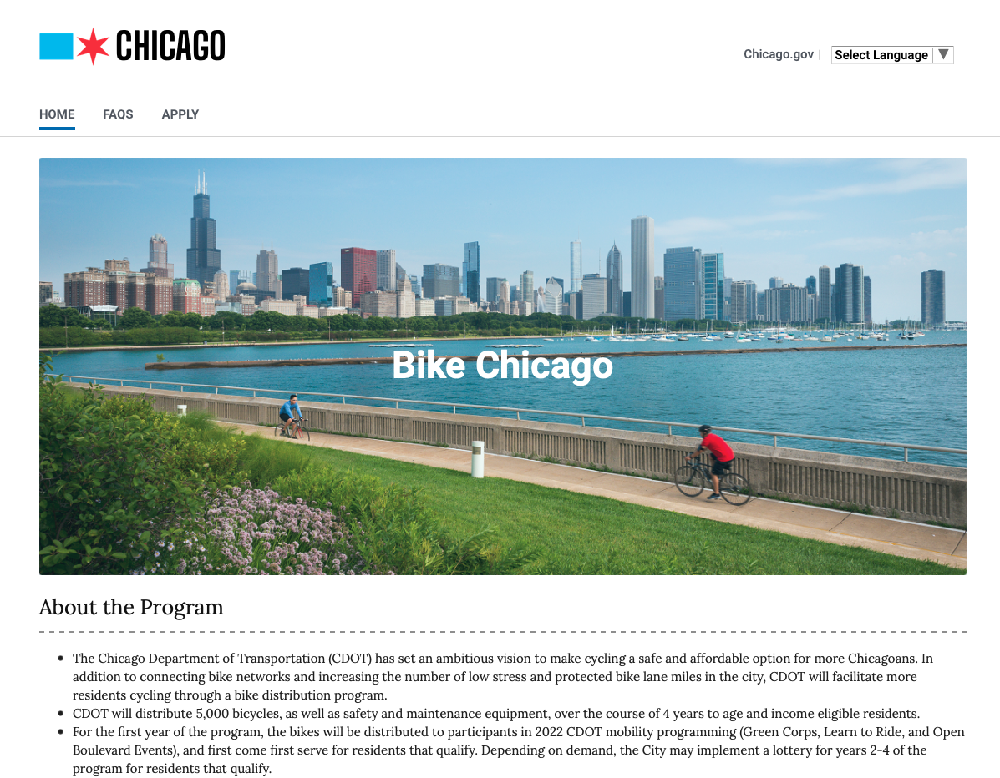 CHICAGO
Chicago.gov | Select Language ▼
HOME FAQS APPLY
Bike Chicago
About the Program
• The Chicago Department of Transportation (CDOT) has set an ambitious vision to make cycling a safe and affordable option for more Chicagoans. In
addition to connecting bike networks and increasing the number of low stress and protected bike lane miles in the city, CDOT will facilitate more
residents cycling through a bike distribution program.
• CDOT will distribute 5,000 bicycles, as well as safety and maintenance equipment, over the course of 4 years to age and income eligible residents.
• For the first year of the program, the bikes will be distributed to participants in 2022 CDOT mobility programming (Green Corps, Learn to Ride, and Open
Boulevard Events), and first come first serve for residents that qualify. Depending on demand, the City may implement a lottery for years 2-4 of the
program for residents that qualify.